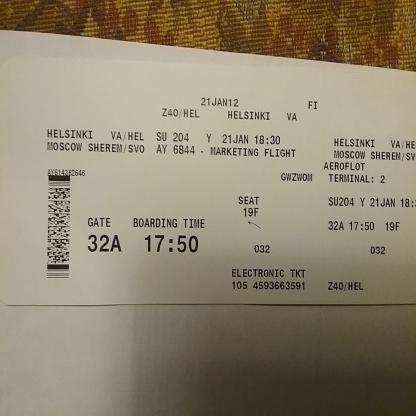 21JAN12 FI
Z40/HEL HELSINKI VA
HELSINKI VA/HEL SU 204 Y 21JAN 18:30
MOSCOW SHEREM/SVO AY 6844 - MARKETING FLIGHT
AY614382646
GWZWOM
SEAT
19F
GATE BOARDING TIME
32A 17:50
032
ELECTRONIC TKT
105 4593663591 Z40/HEL
HELSINKI VA/HE
MOSCOW SHEREM/S
AEROFLOT
TERMINAL: 2
SU204 Y 21JAN 18:
32A 17:50 19F
032